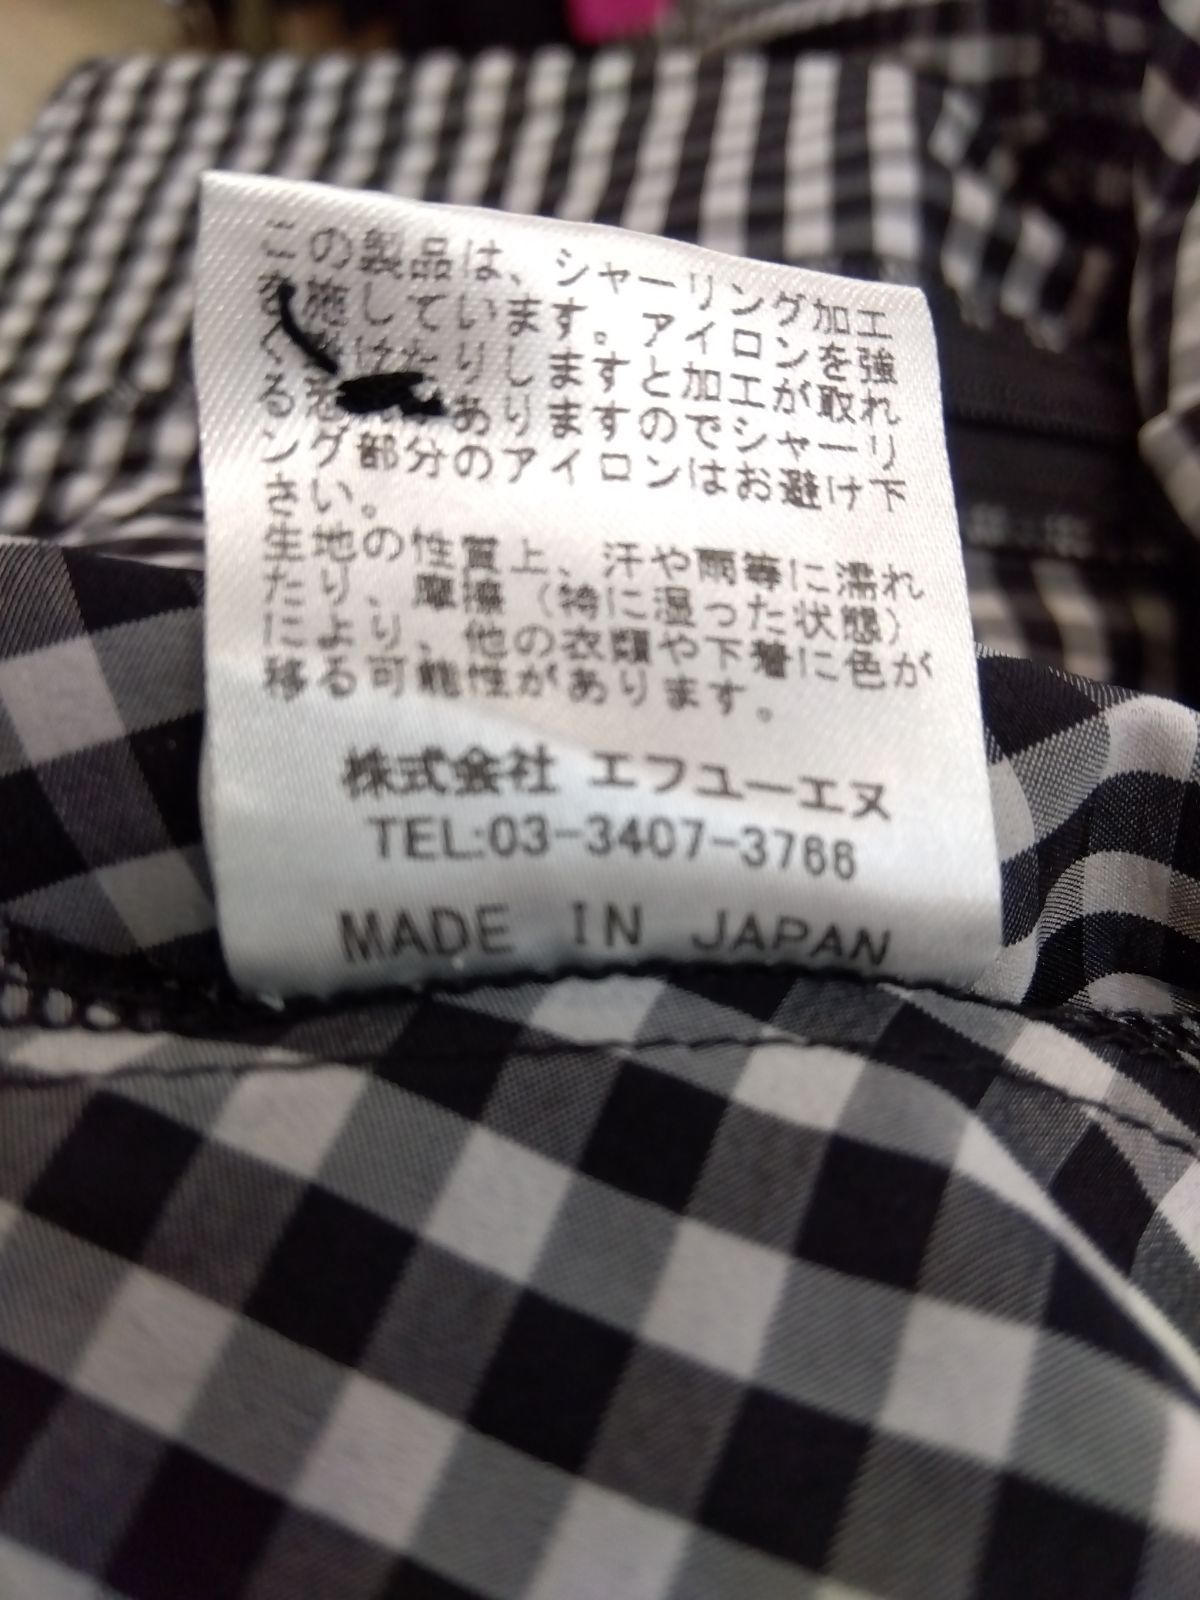 この製品は、シャーリング加工
を施しています。アイロンを強
く掛けたりしますと加工が取れ
る恐れがありますのでシャーリ
ング部分のアイロンはお避け下
さい。
生地の性質上、汗や雨等に濡れ
たり、摩擦（特に湿った状態）
により、他の衣類や下着に色が
移る可能性があります。
株式会社 エフユーエヌ
TEL:03-3407-3766
MADE IN JAPAN